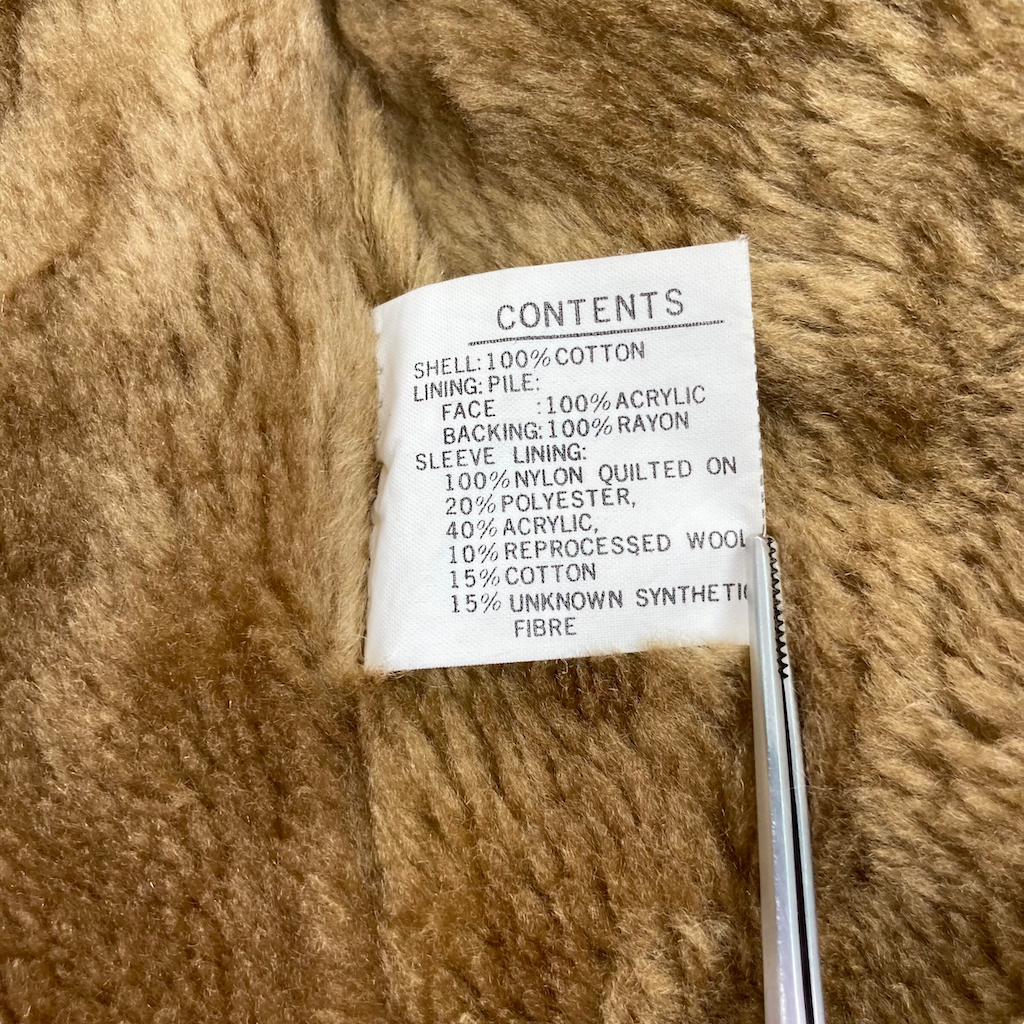 CONTENTS
SHELL: 100% COTTON
LINING: PILE:
FACE : 100% ACRYLIC
BACKING: 100% RAYON
SLEEVE LINING:
100% NYLON QUILTED ON
20% POLYESTER,
40% ACRYLIC,
10% REPROCESSED WOOL
15% COTTON
15% UNKNOWN SYNTHETIC
FIBRE